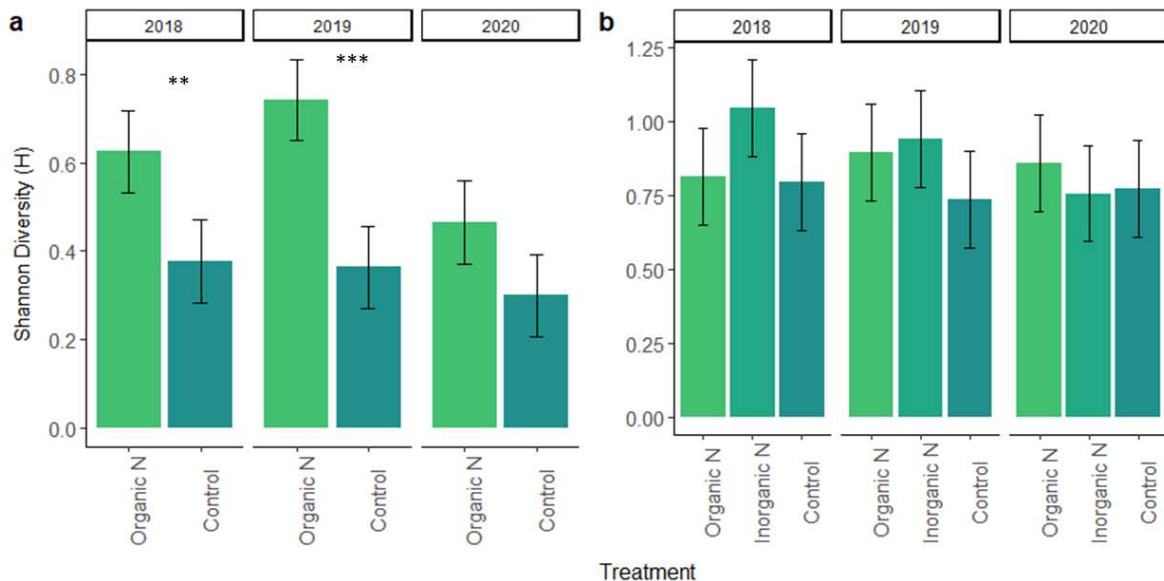 a
2018
2019
2020
**
***
0.8
0.6
0.4
0.2
0.0
Shannon Diversity (H)
Organic N
Control
Organic N
Control
Organic N
Control
b
2018
2019
2020
1.25
1.00
0.75
0.50
0.25
0.00
Organic N
Inorganic N
Control
Organic N
Inorganic N
Control
Organic N
Inorganic N
Control
Treatment